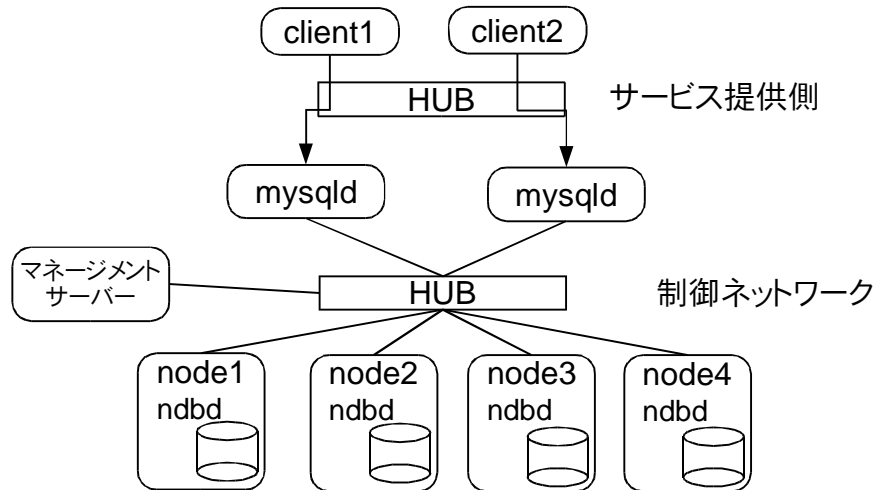 client1
client2
HUB
サービス提供側
mysqld
mysqld
マネージメント
サーバー
HUB
制御ネットワーク
node1
ndbd
node2
ndbd
node3
ndbd
node4
ndbd